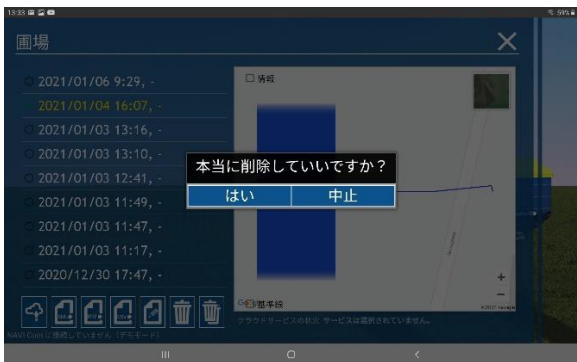 13:33
59%
圃場
2021/01/06 9:29, -
2021/01/04 16:07, -
2021/01/03 13:16, -
2021/01/03 13:10, -
2021/01/03 12:41, -
2021/01/03 11:49, -
2021/01/03 11:47, -
2021/01/03 11:17, -
2020/12/30 17:47, -
情報
本当に削除していいですか？
はい
中止
基準線
クラウドサービスの状況 サービスは選択されていません。
NAVI Com に接続していません（デモモード）